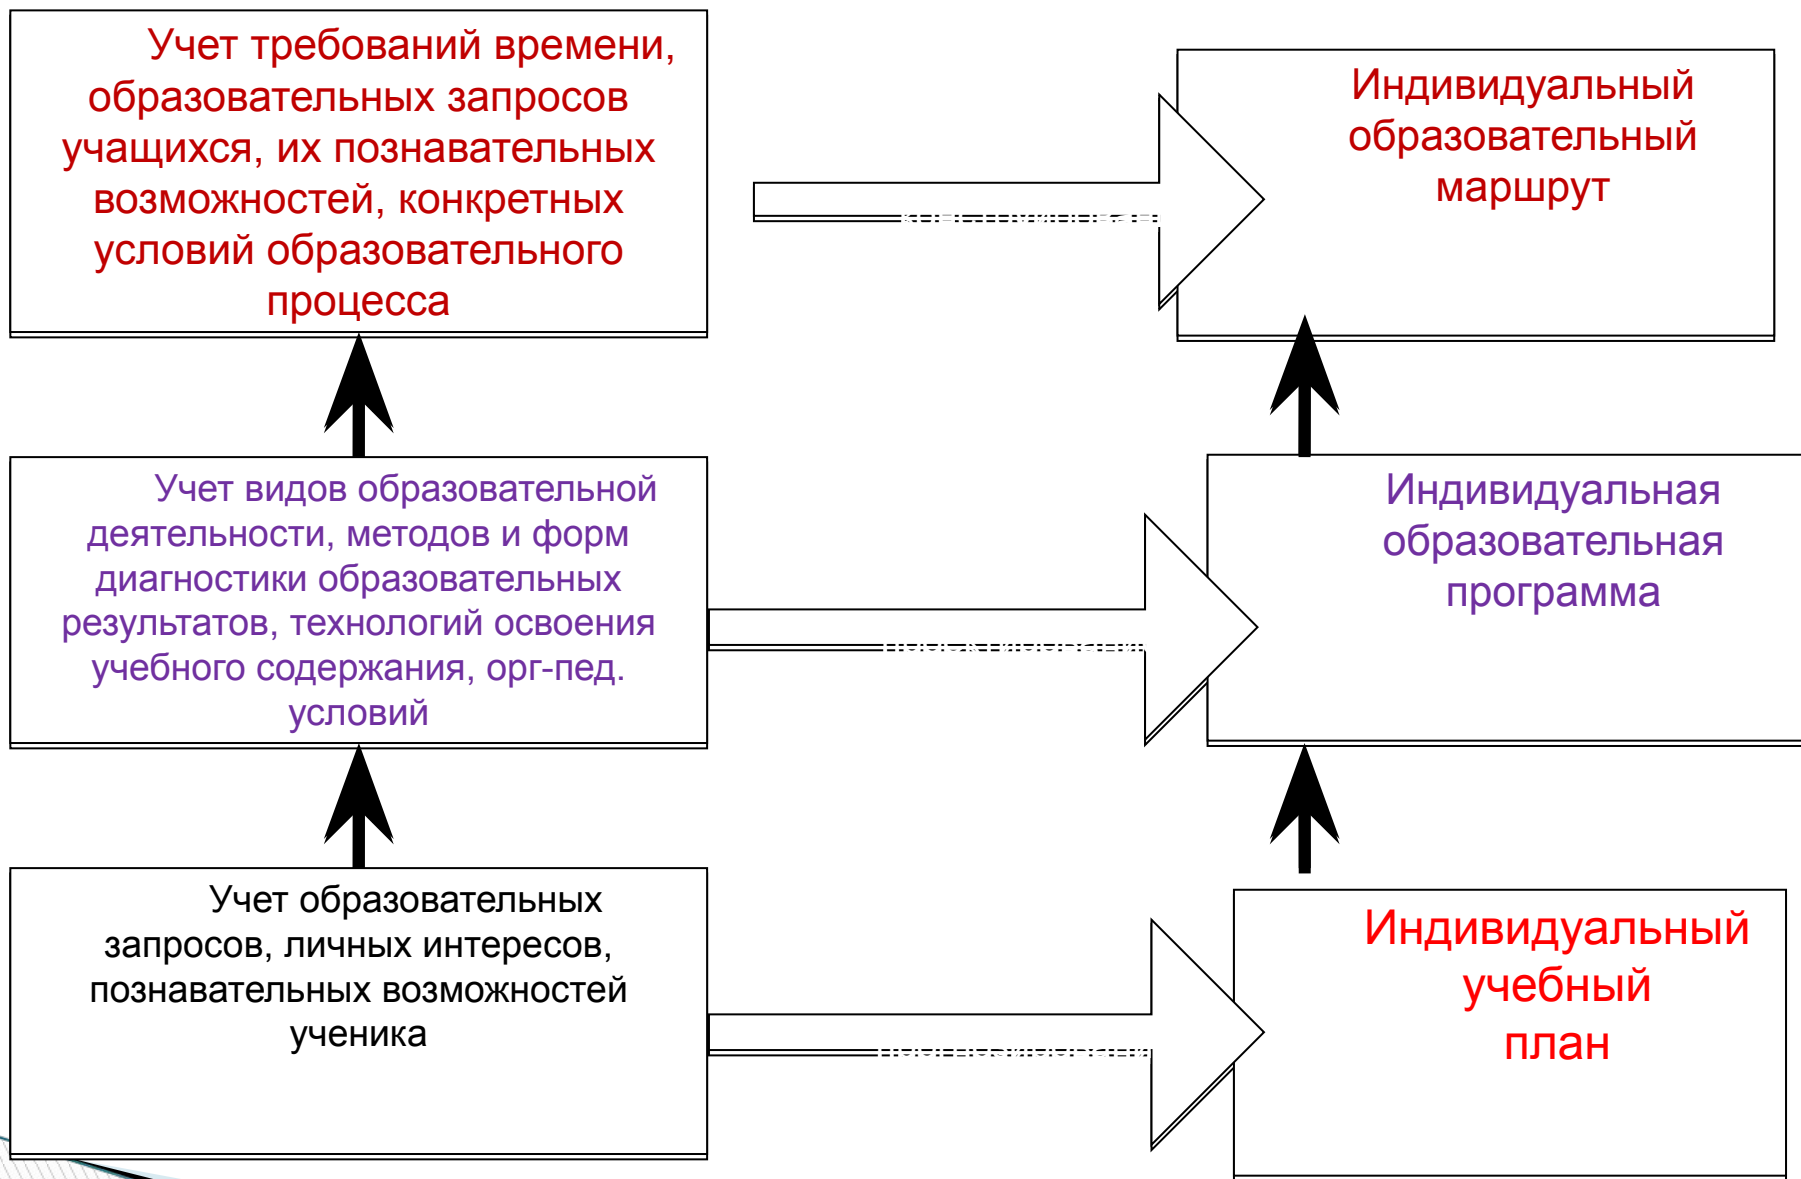 Учет требований времени,
образовательных запросов
учащихся, их познавательных
возможностей, конкретных
условий образовательного
процесса
Индивидуальный
образовательный
маршрут
Учет видов образовательной
деятельности, методов и форм
диагностики образовательных
результатов, технологий освоения
учебного содержания, орг-пед.
условий
Индивидуальная
образовательная
программа
Учет образовательных
запросов, личных интересов,
познавательных возможностей
ученика
Индивидуальный
учебный
план